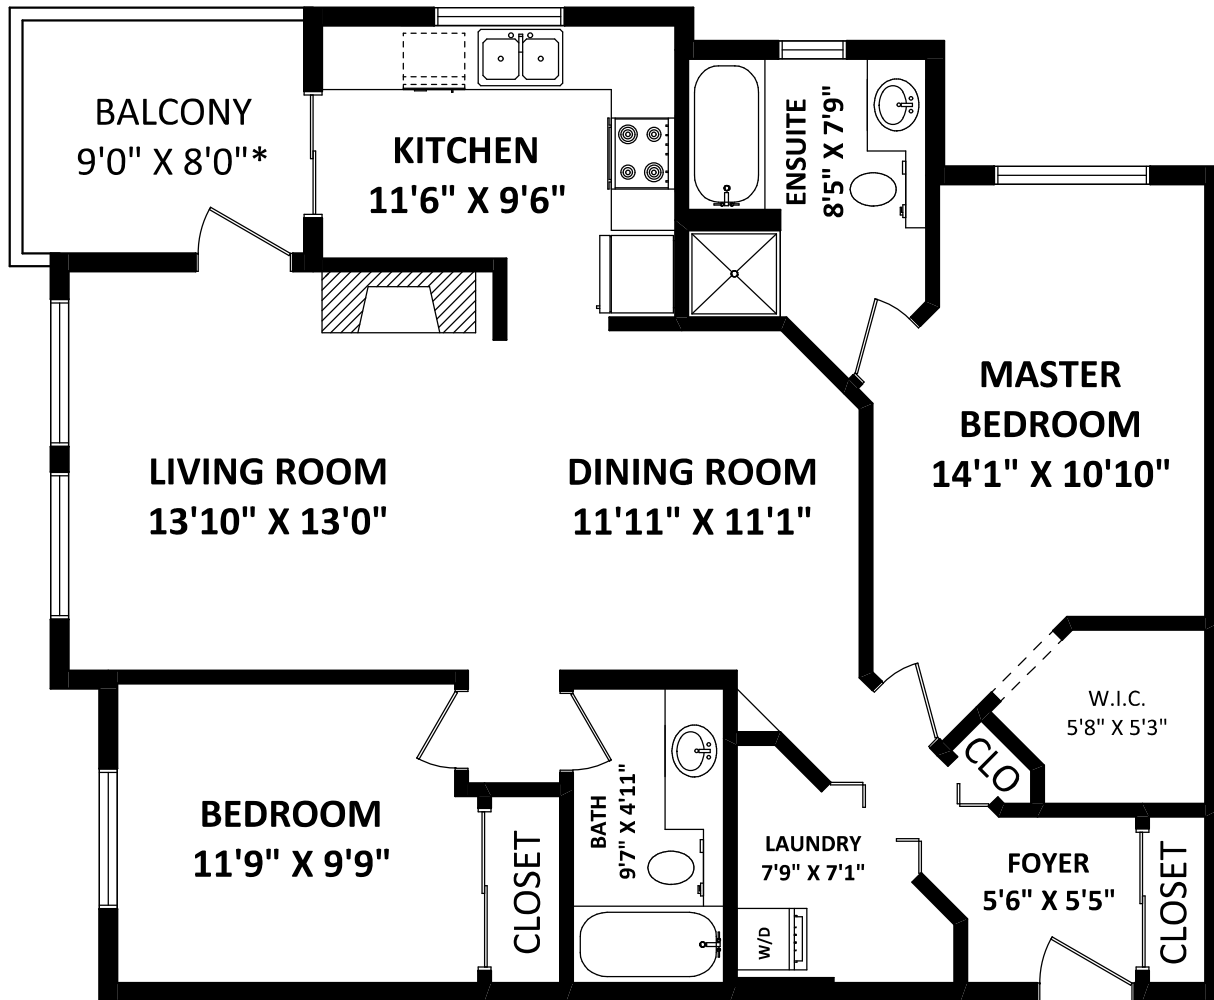 BALCONY
9'0" X 8'0"*
KITCHEN
11'6" X 9'6"
ENSUITE
8'5" X 7'9"
MASTER
BEDROOM
14'1" X 10'10"
LIVING ROOM
13'10" X 13'0"
DINING ROOM
11'11" X 11'1"
W.I.C.
5'8" X 5'3"
CLO
BEDROOM
11'9" X 9'9"
CLOSET
BATH
9'7" X 4'11"
LAUNDRY
7'9" X 7'1"
W/D
FOYER
5'6" X 5'5"
CLOSET